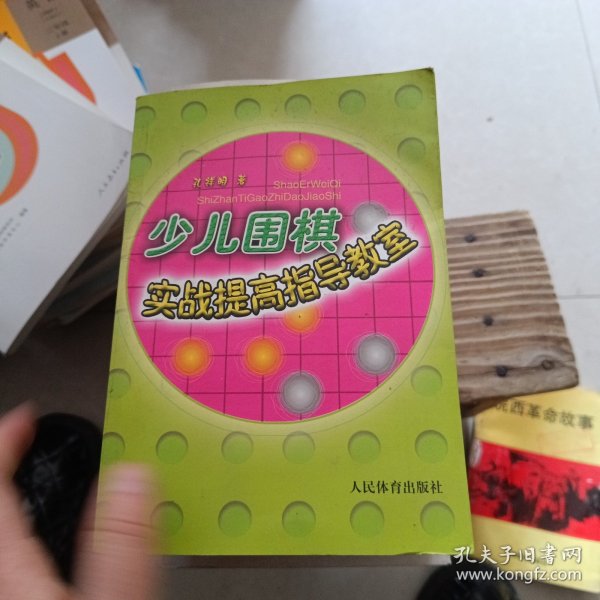 孔祥明 著
ShaoErWeiQi
ShiZhanTiGaoZhiDaoJiaoShi
少儿围棋
实战提高指导教室
人民体育出版社
皖西革命故事
孔夫子旧书网
www.kongfz.com